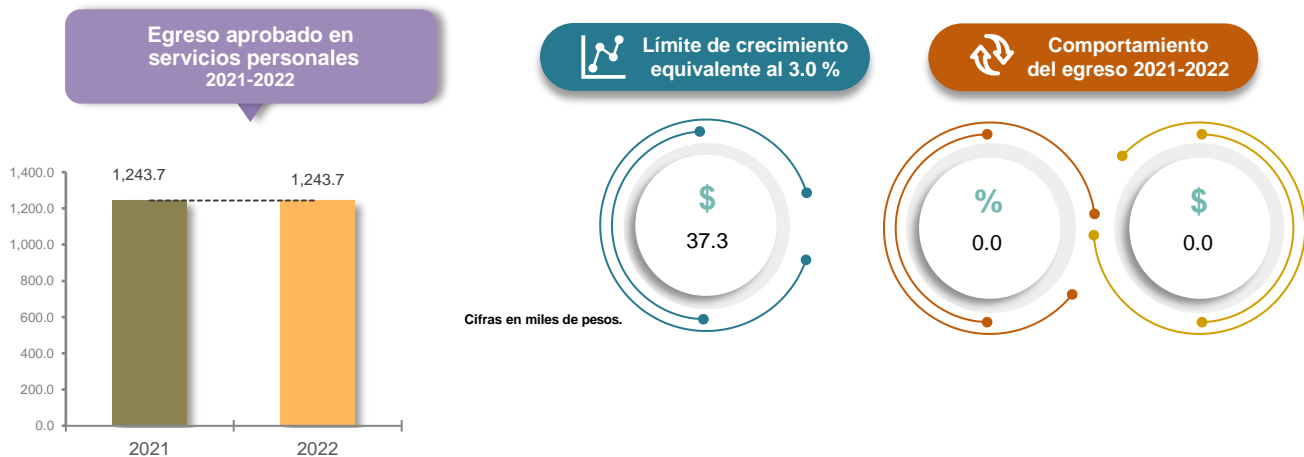 Egreso aprobado en
servicios personales
2021-2022
Límite de crecimiento
equivalente al 3.0 %
Comportamiento
del egreso 2021-2022
1,400.0
1,200.0
1,000.0
800.0
600.0
400.0
200.0
0.0
1,243.7
1,243.7
2021
2022
$
37.3
%
0.0
$
0.0
Cifras en miles de pesos.